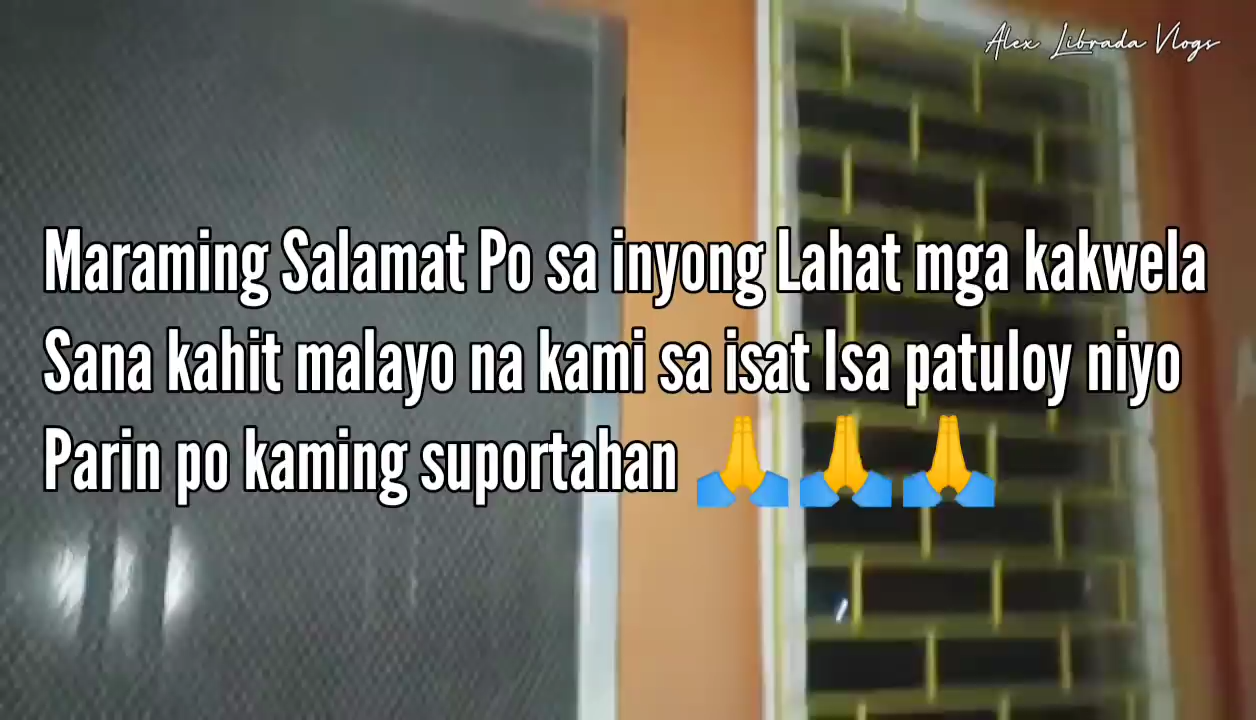 Alex Librada Vlogs
Maraming Salamat Po sa inyong Lahat mga kakwela
Sana kahit malayo na kami sa isat Isa patuloy niyo
Parin po kaming suportahan 🙏🙏🙏